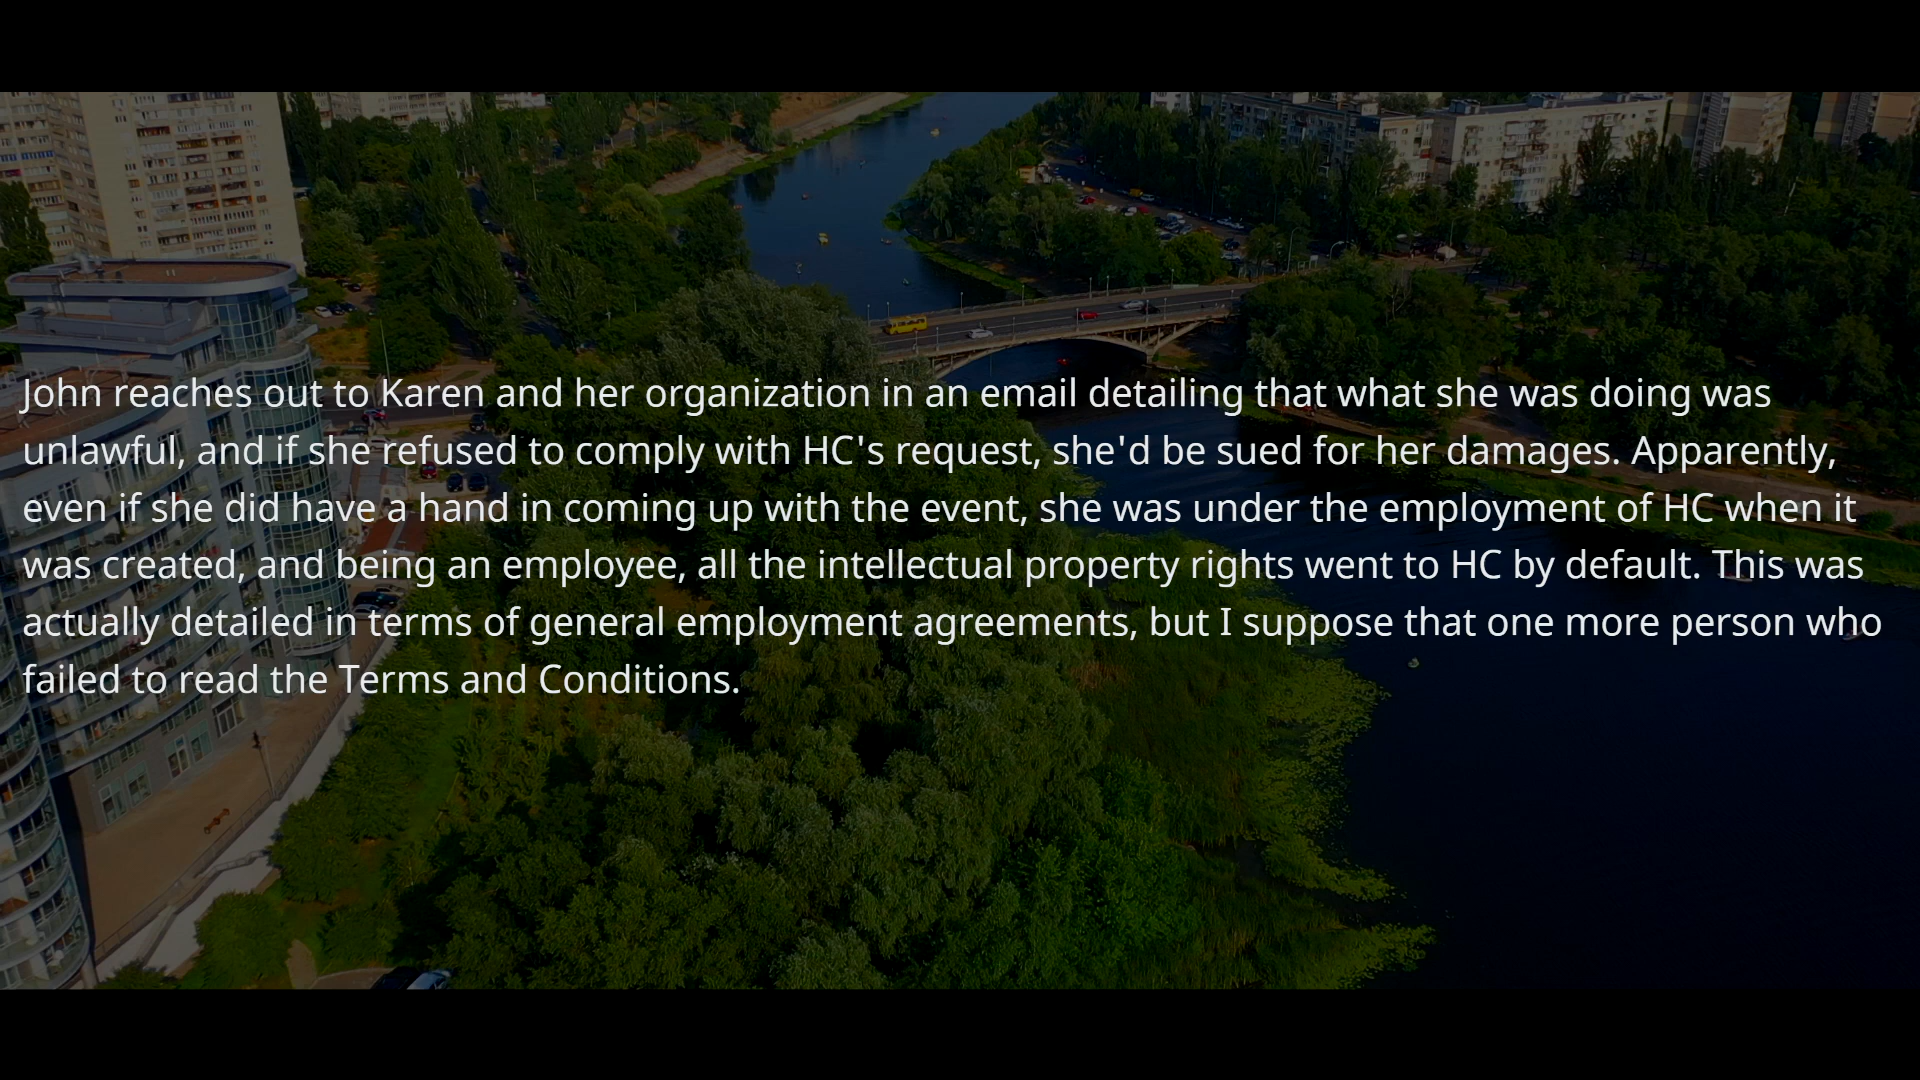 John reaches out to Karen and her organization in an email detailing that what she was doing was
unlawful, and if she refused to comply with HC's request, she'd be sued for her damages. Apparently,
even if she did have a hand in coming up with the event, she was under the employment of HC when it
was created, and being an employee, all the intellectual property rights went to HC by default. This was
actually detailed in terms of general employment agreements, but I suppose that one more person who
failed to read the Terms and Conditions.